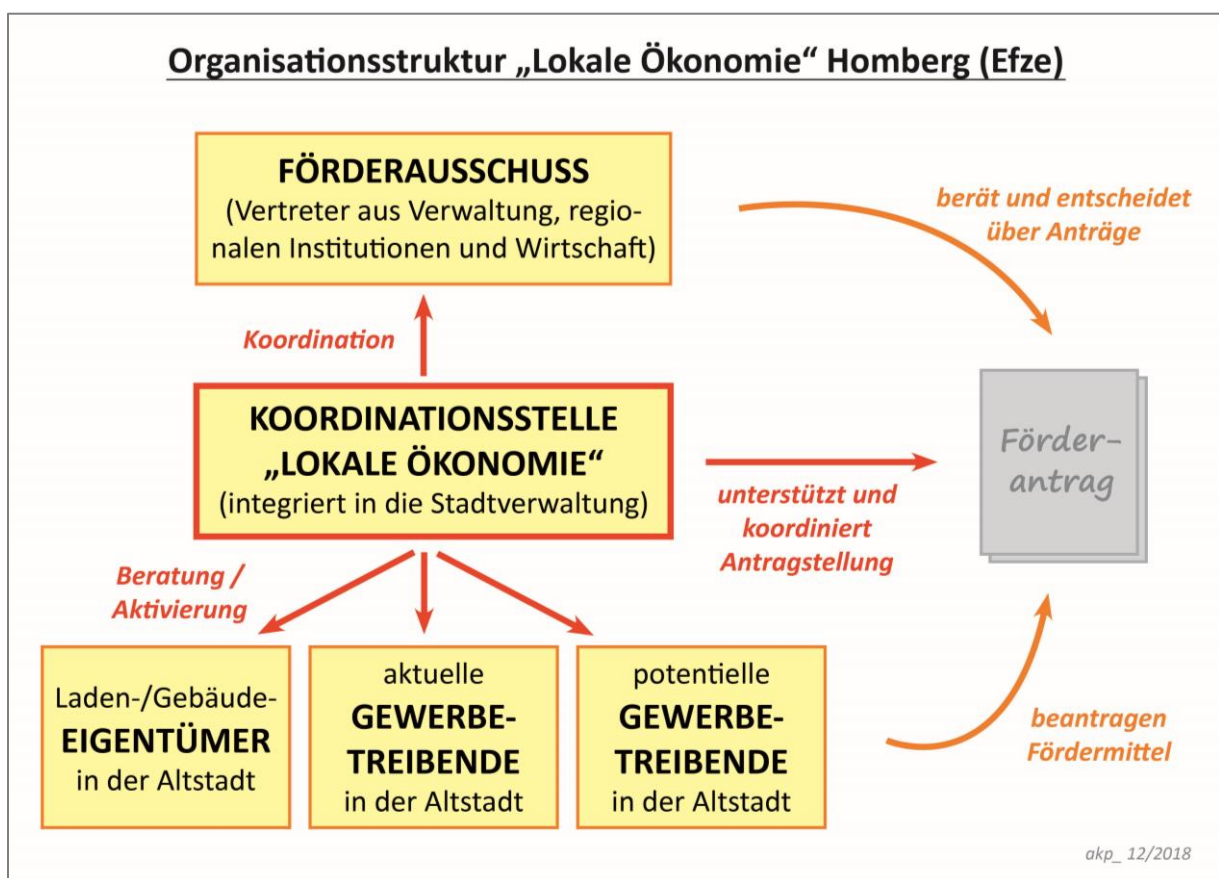 Organisationsstruktur „Lokale Ökonomie“ Homberg (Efze)
FÖRDERAUSSCHUSS
(Vertreter aus Verwaltung, regio-
nalen Institutionen und Wirtschaft)
berät und entscheidet
über Anträge
Koordination
KOORDINATIONSSTELLE
„LOKALE ÖKONOMIE“
(integriert in die Stadtverwaltung)
Förder-
antrag
unterstützt und
koordiniert
Antragstellung
Beratung /
Aktivierung
Laden-/Gebäude-
EIGENTÜMER
in der Altstadt
aktuelle
GEWERBE-
TREIBENDE
in der Altstadt
potentielle
GEWERBE-
TREIBENDE
in der Altstadt
beantragen
Fördermittel
akp_ 12/2018